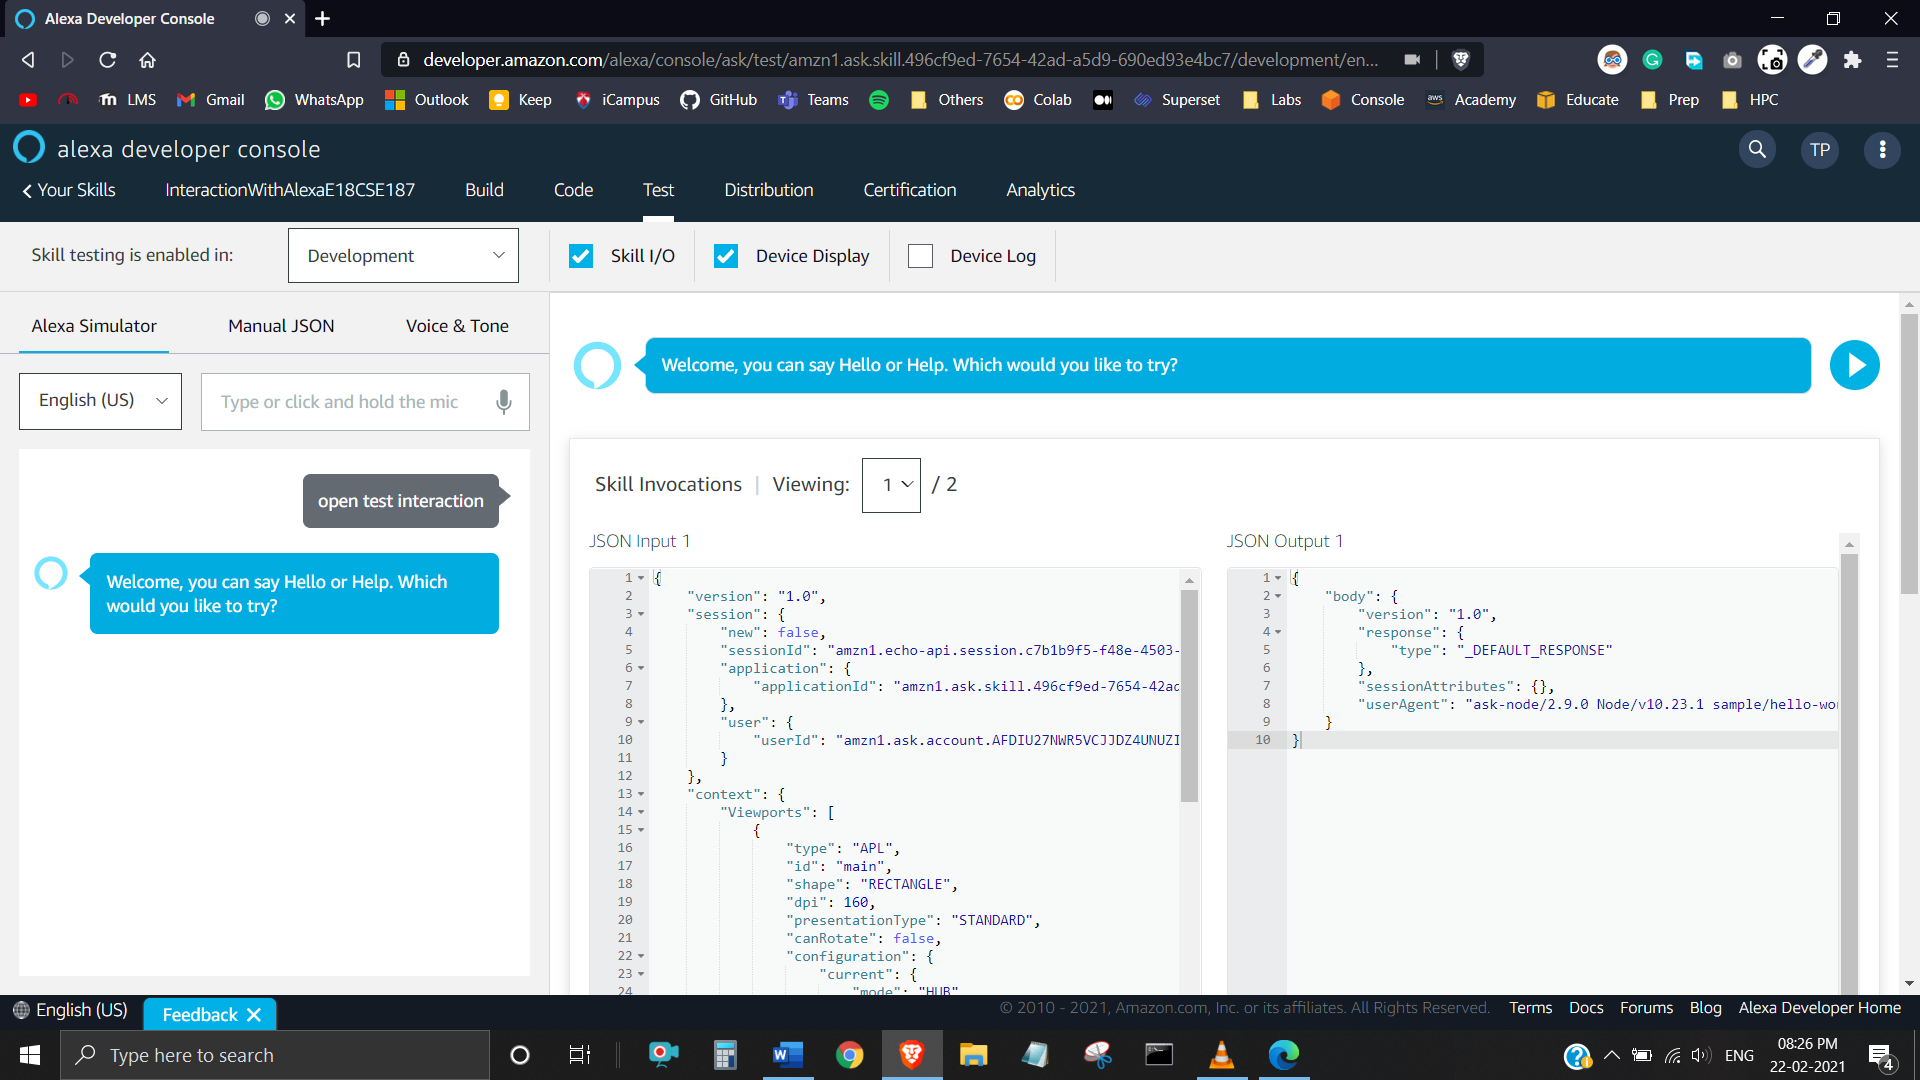 Alexa Developer Console
developer.amazon.com/alexa/console/ask/test/amzn1.ask.skill.496cf9ed-7654-42ad-a5d9-690ed93e4bc7/development/en...
LMS Gmail WhatsApp Outlook Keep iCampus GitHub Teams Others Colab Superset Labs Console aws Academy Educate Prep HPC
alexa developer console
TP
Your Skills InteractionWithAlexaE18CSE187 Build Code Test Distribution Certification Analytics
Skill testing is enabled in: Development Skill I/O Device Display Device Log
Alexa Simulator Manual JSON Voice & Tone
English (US) Type or click and hold the mic
open test interaction
Welcome, you can say Hello or Help. Which
would you like to try?
Welcome, you can say Hello or Help. Which would you like to try?
Skill Invocations | Viewing: 1 / 2
JSON Input 1
1 {
2 "version": "1.0",
3 "session": {
4 "new": false,
5 "sessionId": "amzn1.echo-api.session.c7b1b9f5-f48e-4503-
6 "application": {
7 "applicationId": "amzn1.ask.skill.496cf9ed-7654-42ad
8 },
9 "user": {
10 "userId": "amzn1.ask.account.AFDIU27NWR5VCJJDZ4UNUZI
11 }
12 },
13 "context": {
14 "Viewports": [
15 {
16 "type": "APL",
17 "id": "main",
18 "shape": "RECTANGLE",
19 "dpi": 160,
20 "presentationType": "STANDARD",
21 "canRotate": false,
22 "configuration": {
23 "current": {
24 "mode": "HUB"
JSON Output 1
1 {
2 "body": {
3 "version": "1.0",
4 "response": {
5 "type": "_DEFAULT_RESPONSE"
6 },
7 "sessionAttributes": {},
8 "userAgent": "ask-node/2.9.0 Node/v10.23.1 sample/hello-wor
9 }
10 }
English (US) Feedback
© 2010 - 2021, Amazon.com, Inc. or its affiliates. All Rights Reserved. Terms Docs Forums Blog Alexa Developer Home
Type here to search
ENG
08:26 PM
22-02-2021
4